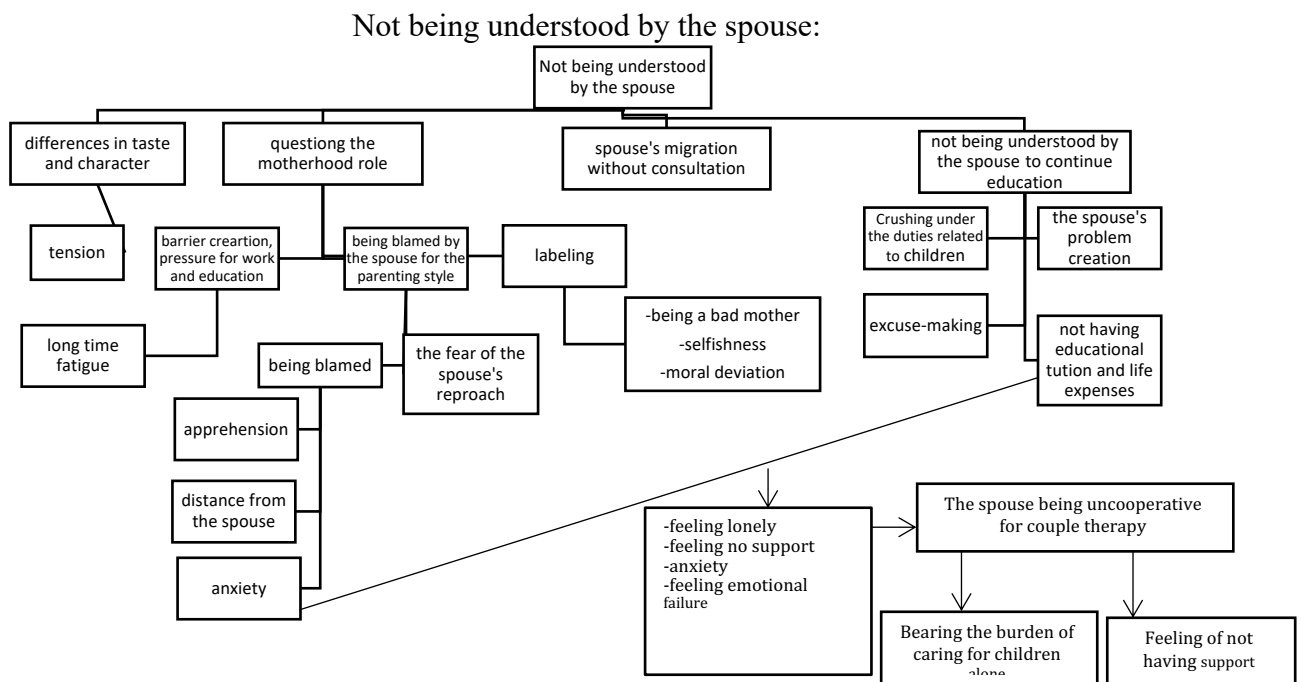 Not being understood by the spouse:
Not being understood
by the spouse
differences in taste
and character
questiong the
motherhood role
spouse's migration
without consultation
not being understood by
the spouse to continue
education
tension
barrier creartion,
pressure for work
and education
being blamed by
the spouse for the
parenting style
labeling
Crushing under
the duties related
to children
the spouse's
problem
creation
long time
fatigue
being blamed
the fear of the
spouse's
reproach
-being a bad mother
-selfishness
-moral deviation
excuse-making
not having
educational
tution and life
expenses
apprehension
distance from
the spouse
anxiety
-feeling lonely
-feeling no support
-anxiety
-feeling emotional
failure
The spouse being uncooperative
for couple therapy
Bearing the burden of
caring for children
alone
Feeling of not
having support